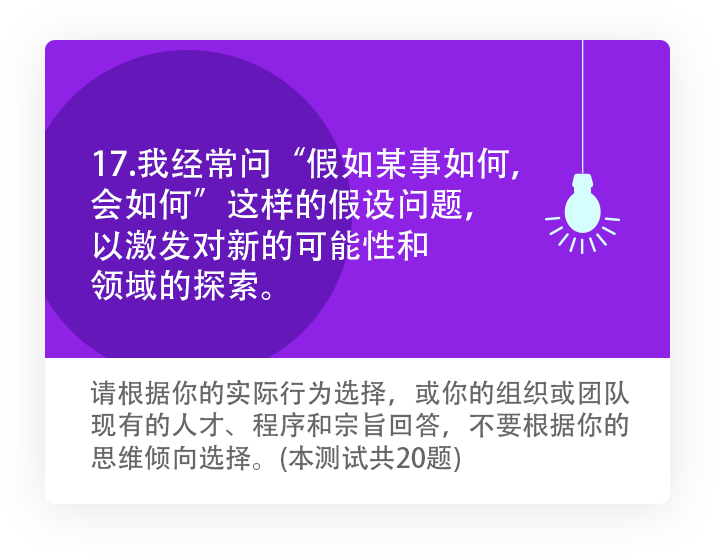 17.我经常问“假如某事如何,
会如何”这样的假设问题,
以激发对新的可能性和
领域的探索。
请根据你的实际行为选择，或你的组织或团队
现有的人才、程序和宗旨回答，不要根据你的
思维倾向选择。(本测试共20题)